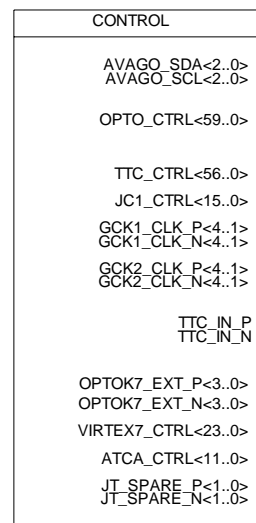 CONTROL
AVAGO_SDA<2..0>
AVAGO_SCL<2..0>
OPTO_CTRL<59..0>
TTC_CTRL<56..0>
JC1_CTRL<15..0>
GCK1_CLK_P<4..1>
GCK1_CLK_N<4..1>
GCK2_CLK_P<4..1>
GCK2_CLK_N<4..1>
TTC_IN_P
TTC_IN_N
OPTOK7_EXT_P<3..0>
OPTOK7_EXT_N<3..0>
VIRTEX7_CTRL<23..0>
ATCA_CTRL<11..0>
JT_SPARE_P<1..0>
JT_SPARE_N<1..0>